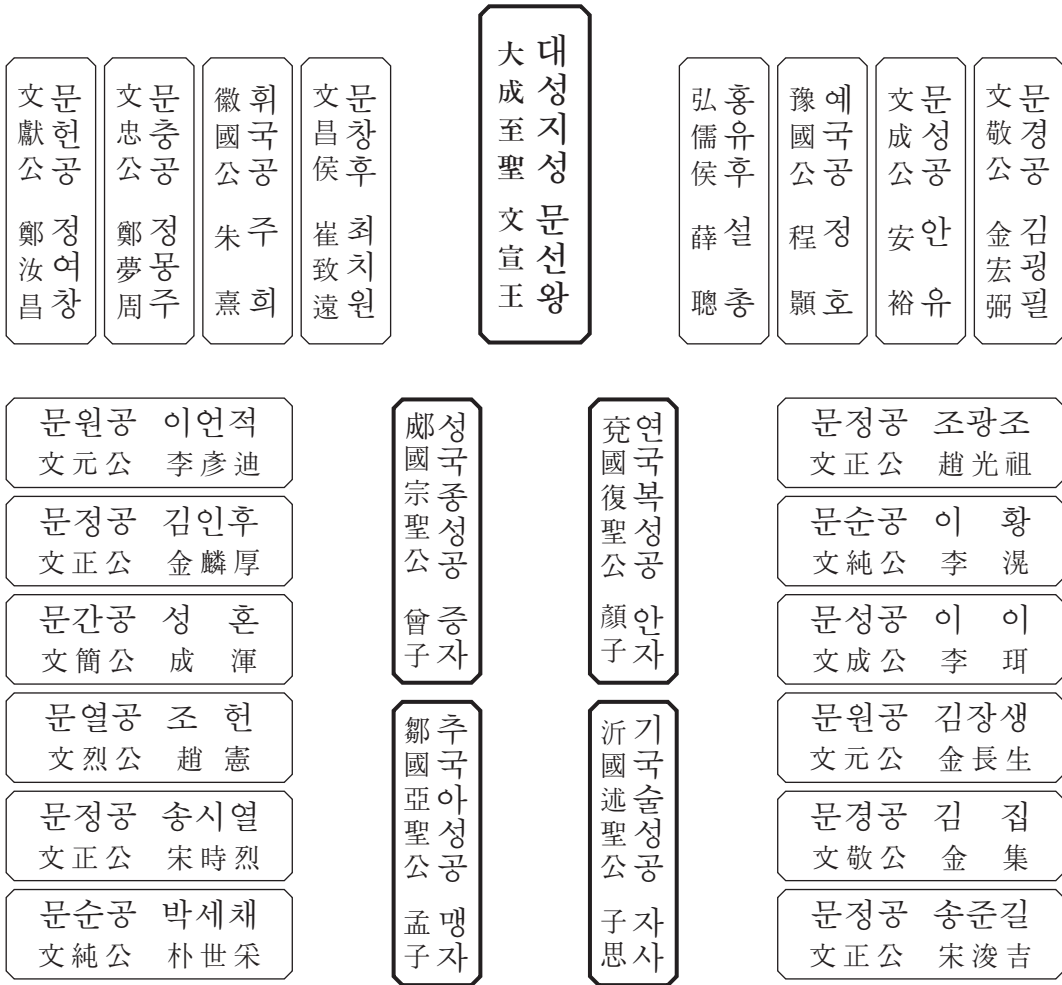 대성지성 문선왕
大成至聖 文宣王
문헌공 정여창
文獻公 鄭汝昌
문충공 정몽주
文忠公 鄭夢周
휘국공 주희
徽國公 朱熹
문창후 최치원
文昌侯 崔致遠
홍유후 설총
弘儒侯 薛聰
예국공 정호
豫國公 程顥
문성공 안유
文成公 安裕
문경공 김굉필
文敬公 金宏弼
문원공 이언적
文元公 李彥迪
문정공 김인후
文正公 金麟厚
문간공 성 혼
文簡公 成 渾
문열공 조 헌
文烈公 趙 憲
문정공 송시열
文正公 宋時烈
문순공 박세채
文純公 朴世采
성국종성공 증자
郕國宗聖公 曾子
연국복성공 안자
兗國復聖公 顏子
추국아성공 맹자
鄒國亞聖公 孟子
기국술성공 자사
沂國述聖公 子思
문정공 조광조
文正公 趙光祖
문순공 이 황
文純公 李 滉
문성공 이 이
文成公 李 珥
문원공 김장생
文元公 金長生
문경공 김 집
文敬公 金 集
문정공 송준길
文正公 宋浚吉